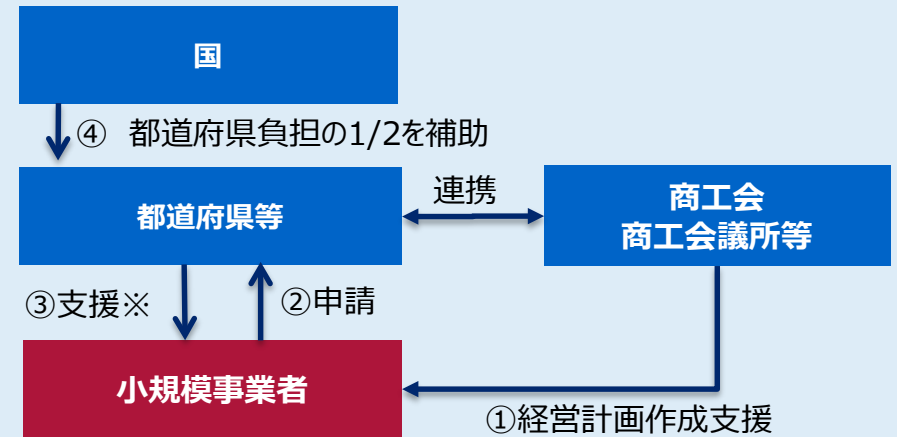 国
④ 都道府県負担の1/2を補助
都道府県等
連携
商工会
商工会議所等
③支援※
②申請
小規模事業者
①経営計画作成支援